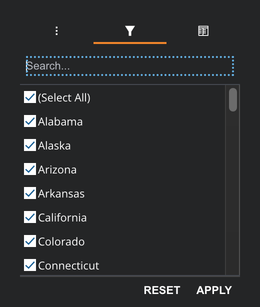 Search...
(Select All)
Alabama
Alaska
Arizona
Arkansas
California
Colorado
Connecticut
RESET APPLY